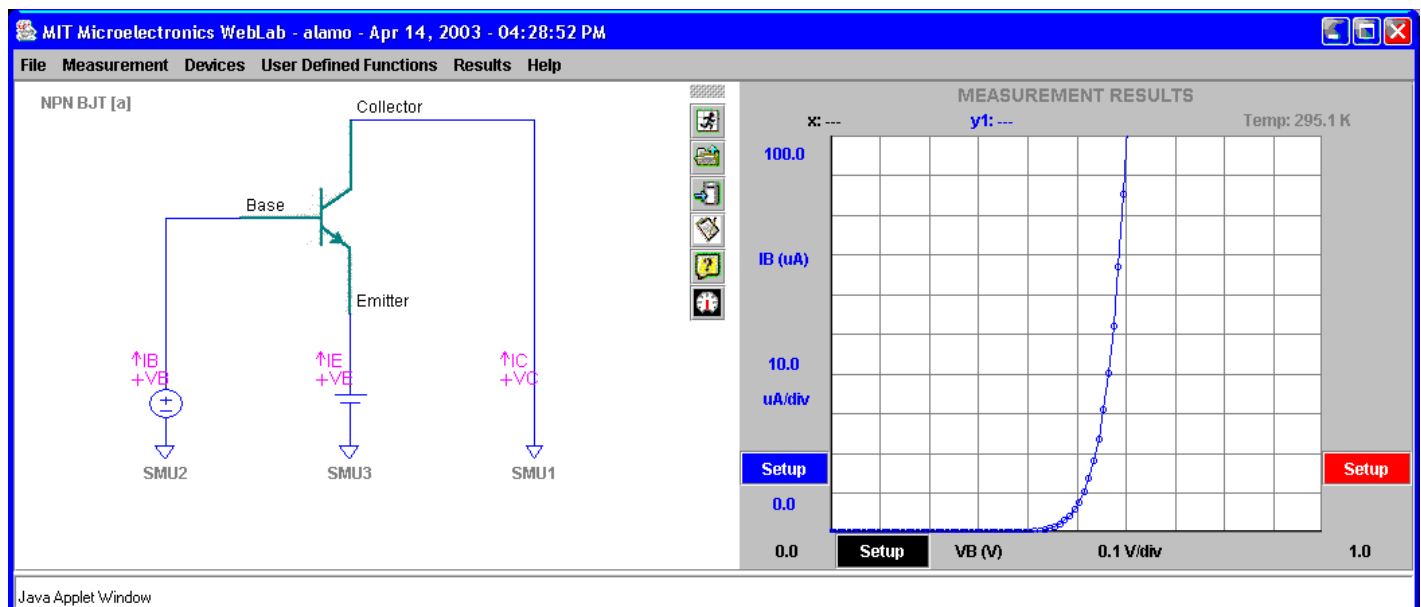 MIT Microelectronics WebLab - alamo - Apr 14, 2003 - 04:28:52 PM
File Measurement Devices User Defined Functions Results Help
NPN BJT [a]
Collector
Base
Emitter
↑IB
+VB
↑IE
+VE
↑IC
+VC
SMU2
SMU3
SMU1
MEASUREMENT RESULTS
x: ---
y1: ---
Temp: 295.1 K
100.0
IB (uA)
10.0
uA/div
Setup
Setup
0.0
0.0
Setup
VB (V)
0.1 V/div
1.0
Java Applet Window